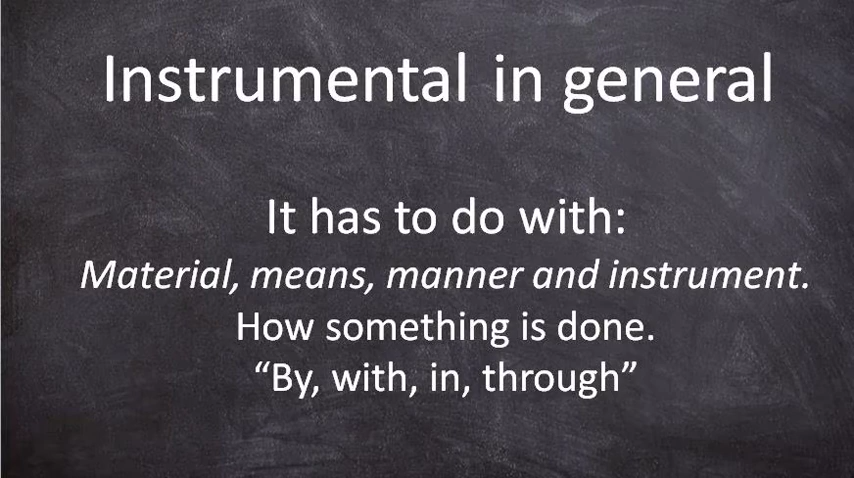 Instrumental in general
It has to do with:
Material, means, manner and instrument.
How something is done.
“By, with, in, through”